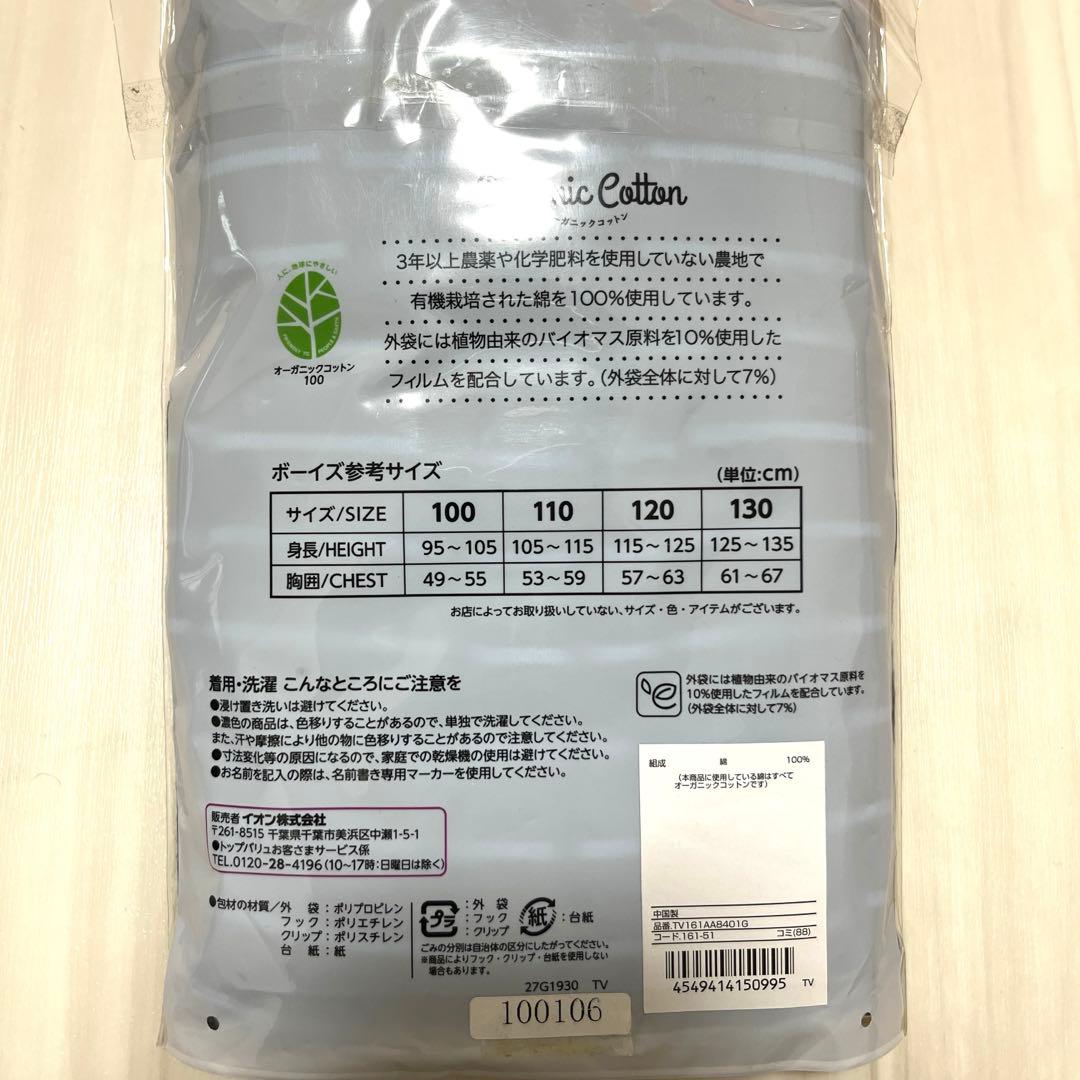 Cotton
3年以上農薬や化学肥料を使用していない農地で
有機栽培された綿を100%使用しています。
外袋には植物由来のバイオマス原料を10%使用した
フィルムを配合しています。(外袋全体に対して7%)
人に、地球にやさしい
オーガニックコットン
100
ボーイズ参考サイズ (単位:cm)
サイズ/SIZE 100 110 120 130
身長/HEIGHT 95〜105 105〜115 115〜125 125〜135
胸囲/CHEST 49〜55 53〜59 57〜63 61〜67
お店によってお取り扱いしていない、サイズ・色・アイテムがございます。
着用・洗濯 こんなところにご注意を
●浸け置き洗いは避けてください。
●濃色の商品は、色移りすることがあるので、単独で洗濯してください。
また、汗や摩擦により他の物に色移りすることがあるので注意してください。
●寸法変化等の原因になるので、家庭での乾燥機の使用は避けてください。
●お名前を記入の際は、名前書き専用マーカーを使用してください。
外袋には植物由来のバイオマス原料を
10%使用したフィルムを配合しています。
(外袋全体に対して7%)
販売者 イオン株式会社
〒261-8515 千葉県千葉市美浜区中瀬1-5-1
●トップバリュお客さまサービス係
TEL.0120-28-4196(10〜17時:日曜日は除く)
●包材の材質/外 袋:ポリプロピレン
フック:ポリエチレン
クリップ:ポリスチレン
台 紙:紙
プラ
:外 袋
:フック
:クリップ
紙
:台紙
ごみの分別は自治体の区分にしたがってください。
※商品によりフック・クリップ・台紙を使用しない
場合もあります。
27G1930 TV
100106
組成 綿 100%
(本商品に使用している綿はすべて
オーガニックコットンです)
中国製
品番.TV161AA8401G
コード.161-51 コミ(88)
4549414150995 TV